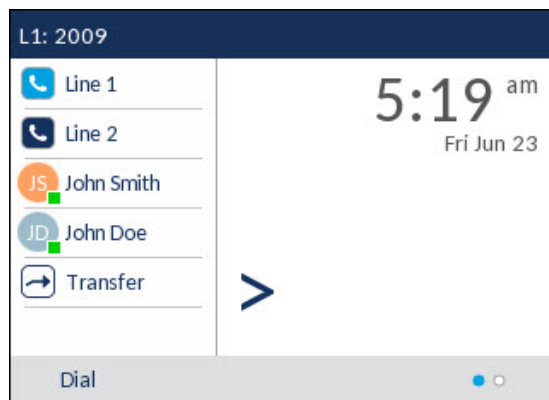 L1: 2009
Line 1
Line 2
JS John Smith
JD John Doe
Transfer
5:19 am
Fri Jun 23
>
Dial